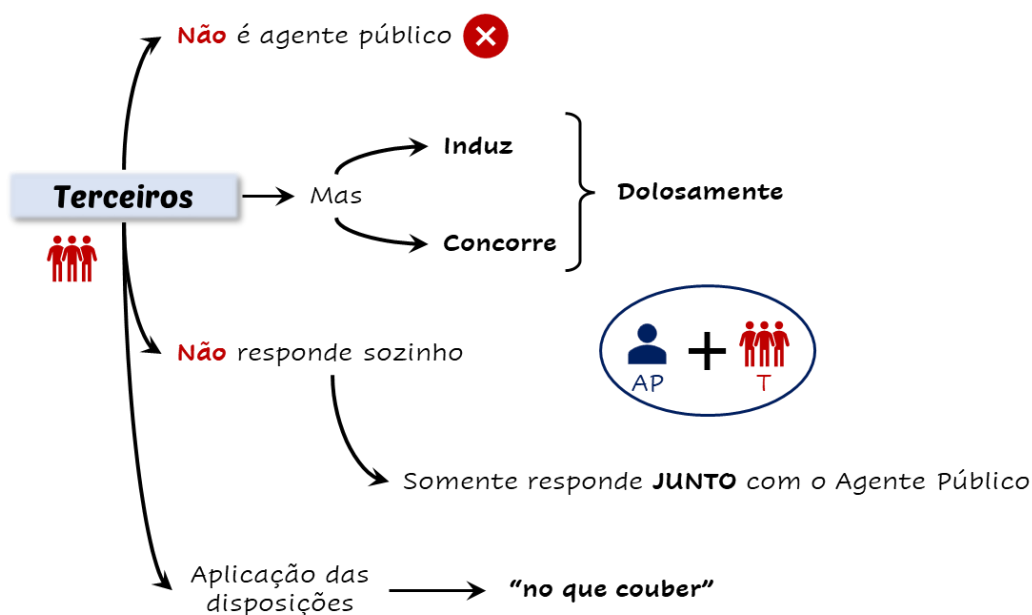 Não é agente público
Induz
Terceiros
Mas
Dolosamente
Concorre
Não responde sozinho
AP
T
Somente responde JUNTO com o Agente Público
Aplicação das
disposições
“no que couber”